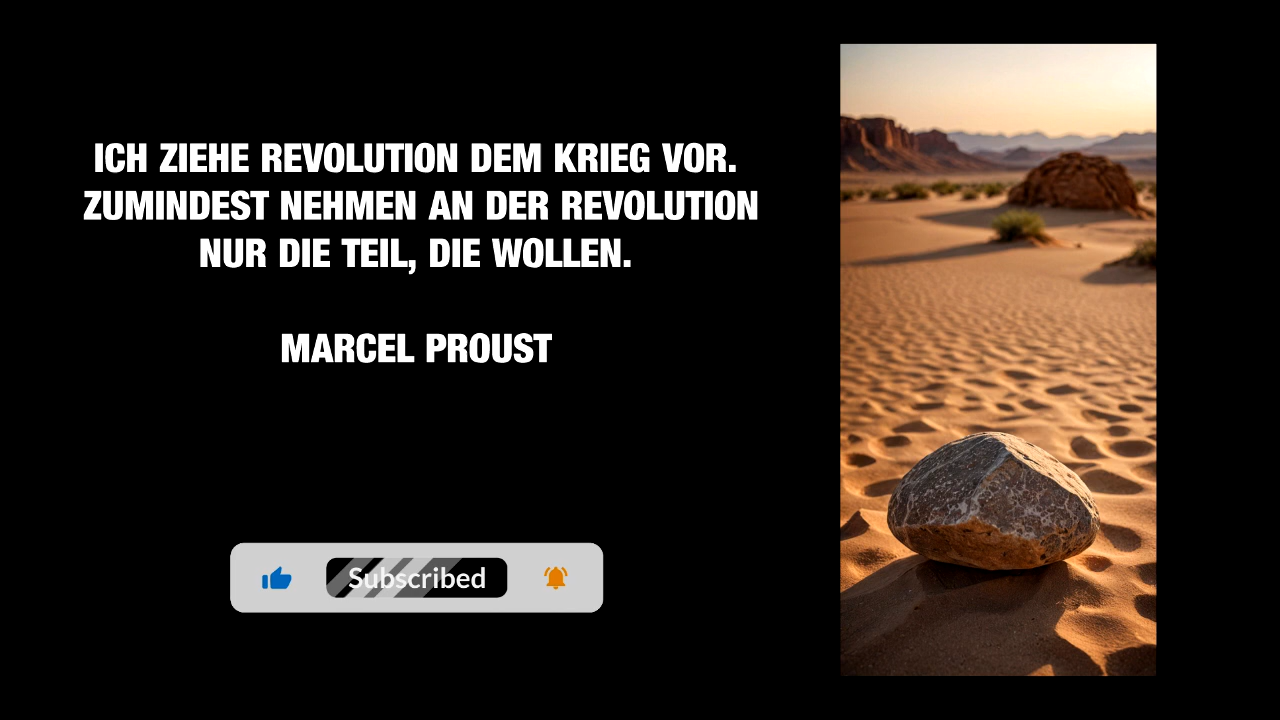 ICH ZIEHE REVOLUTION DEM KRIEG VOR.
ZUMINDEST NEHMEN AN DER REVOLUTION
NUR DIE TEIL, DIE WOLLEN.
MARCEL PROUST
Subscribed